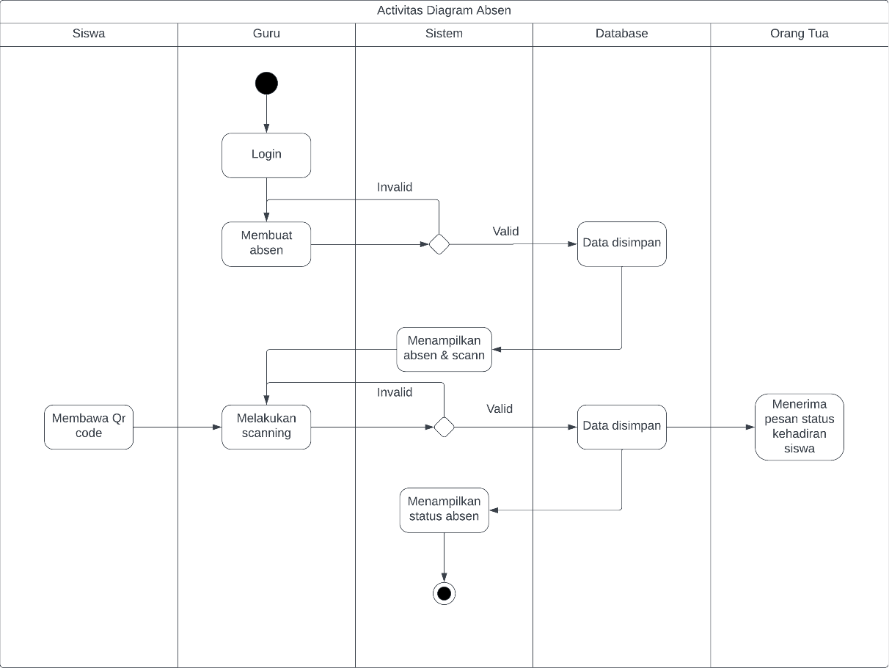 Activitas Diagram Absen
Siswa
Guru
Sistem
Database
Orang Tua
Login
Invalid
Membuat
absen
Valid
Data disimpan
Menampilkan
absen & scann
Invalid
Valid
Membawa Qr
code
Melakukan
scanning
Data disimpan
Menerima
pesan status
kehadiran
siswa
Menampilkan
status absen